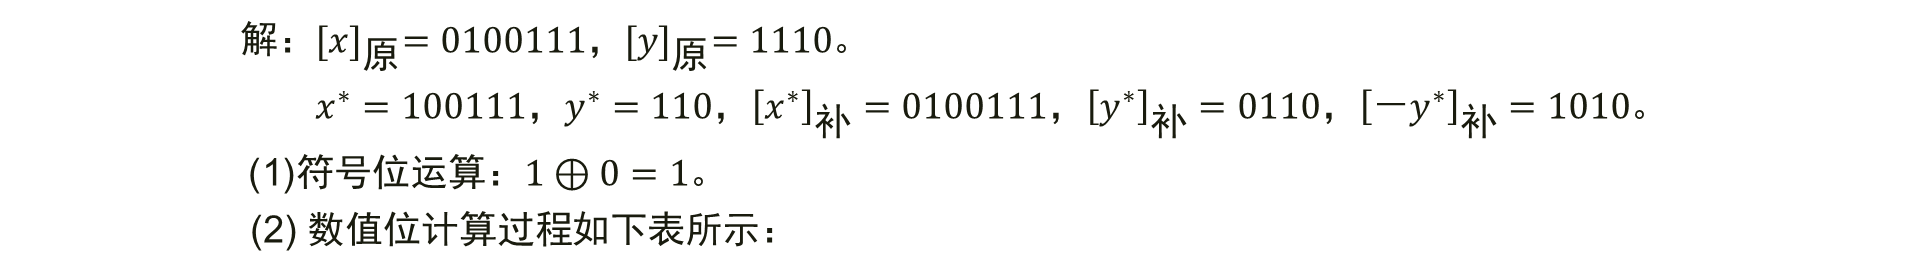 解：[x]原= 0100111，[y]原= 1110。
x* = 100111，y* = 110，[x*]补 = 0100111，[y*]补 = 0110，[−y*]补 = 1010。
(1)符号位运算：1 ⊕ 0 = 1。
(2) 数值位计算过程如下表所示：